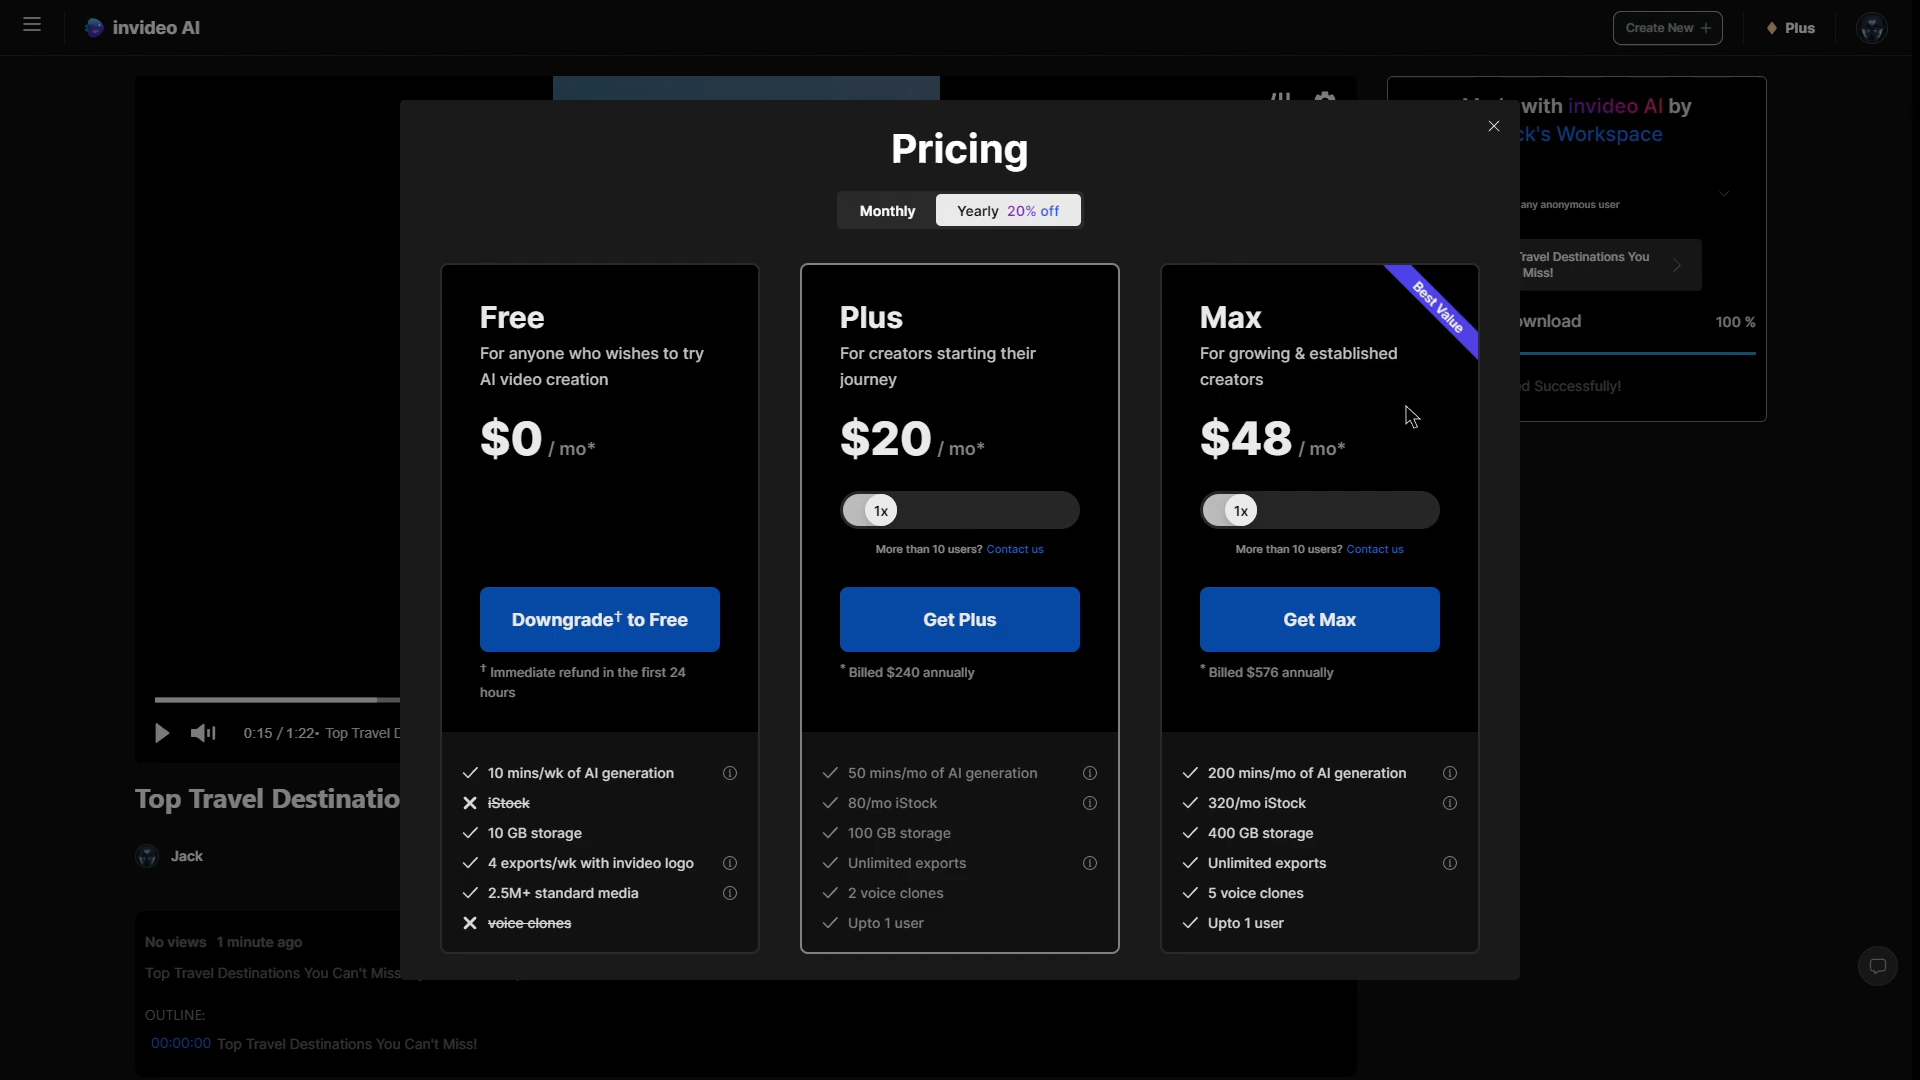 invideo AI
Create New +
Plus
with invideo AI by
ck's Workspace
any anonymous user
Travel Destinations You
Miss!
ownload
100 %
ed Successfully!
Pricing
Monthly
Yearly 20% off
Free
For anyone who wishes to try
AI video creation
$0 / mo*
Downgrade† to Free
† Immediate refund in the first 24
hours
✓ 10 mins/wk of AI generation
✕ iStock
✓ 10 GB storage
✓ 4 exports/wk with invideo logo
✓ 2.5M+ standard media
✕ voice clones
Plus
For creators starting their
journey
$20 / mo*
1x
More than 10 users? Contact us
Get Plus
* Billed $240 annually
✓ 50 mins/mo of AI generation
✓ 80/mo iStock
✓ 100 GB storage
✓ Unlimited exports
✓ 2 voice clones
✓ Upto 1 user
Best Value
Max
For growing & established
creators
$48 / mo*
1x
More than 10 users? Contact us
Get Max
* Billed $576 annually
✓ 200 mins/mo of AI generation
✓ 320/mo iStock
✓ 400 GB storage
✓ Unlimited exports
✓ 5 voice clones
✓ Upto 1 user
0:15 / 1:22 • Top Travel D
Top Travel Destinatio
Jack
No views 1 minute ago
Top Travel Destinations You Can't Miss
OUTLINE:
00:00:00 Top Travel Destinations You Can't Miss!